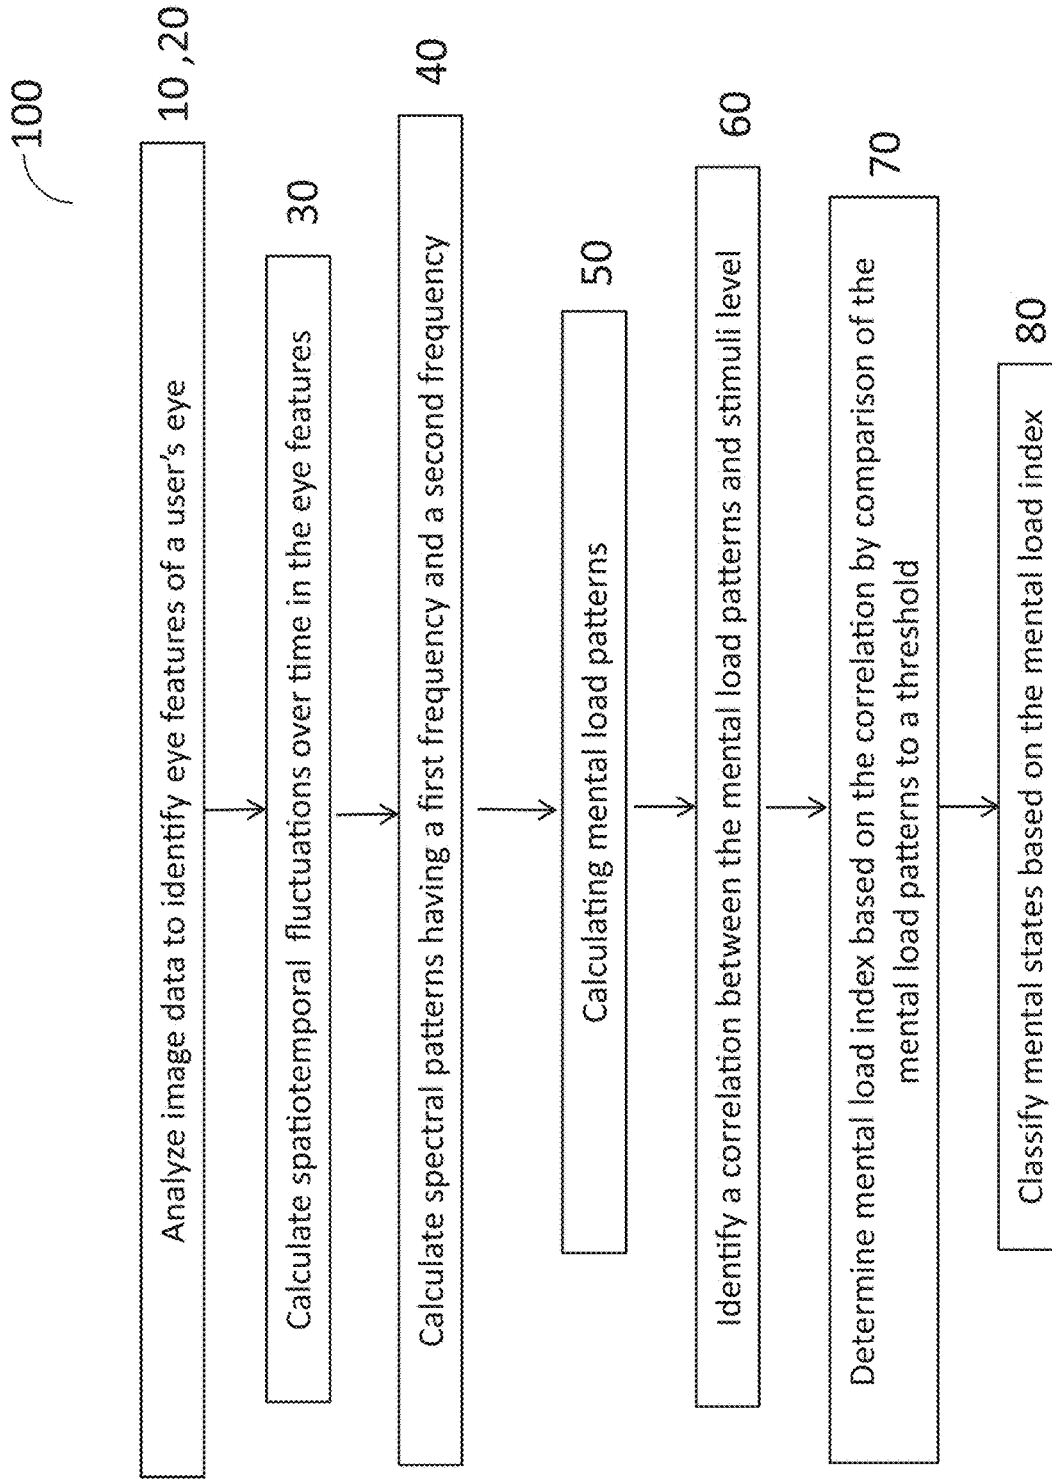 100
Analyze image data to identify eye features of a user's eye
10 ,20
Calculate spatiotemporal fluctuations over time in the eye features
30
Calculate spectral patterns having a first frequency and a second frequency
40
Calculating mental load patterns
50
Identify a correlation between the mental load patterns and stimuli level
60
Determine mental load index based on the correlation by comparison of the
mental load patterns to a threshold
70
Classify mental states based on the mental load index
80